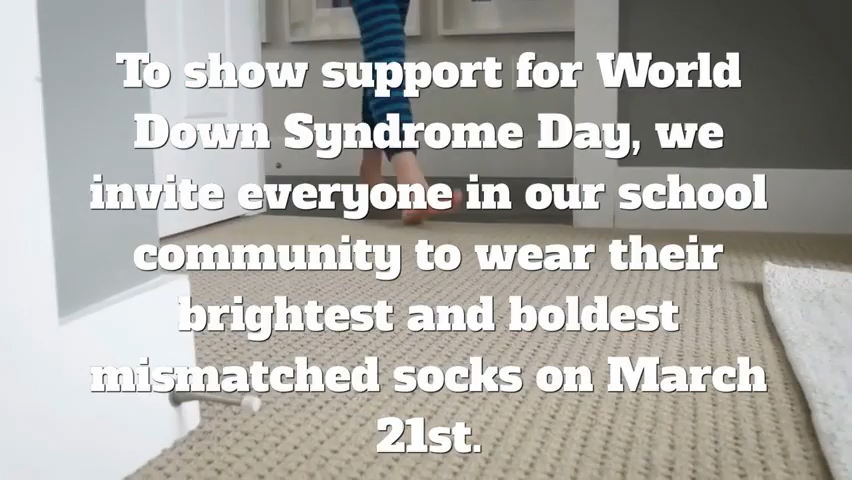 To show support for World
Down Syndrome Day, we
invite everyone in our school
community to wear their
brightest and boldest
mismatched socks on March
21st.